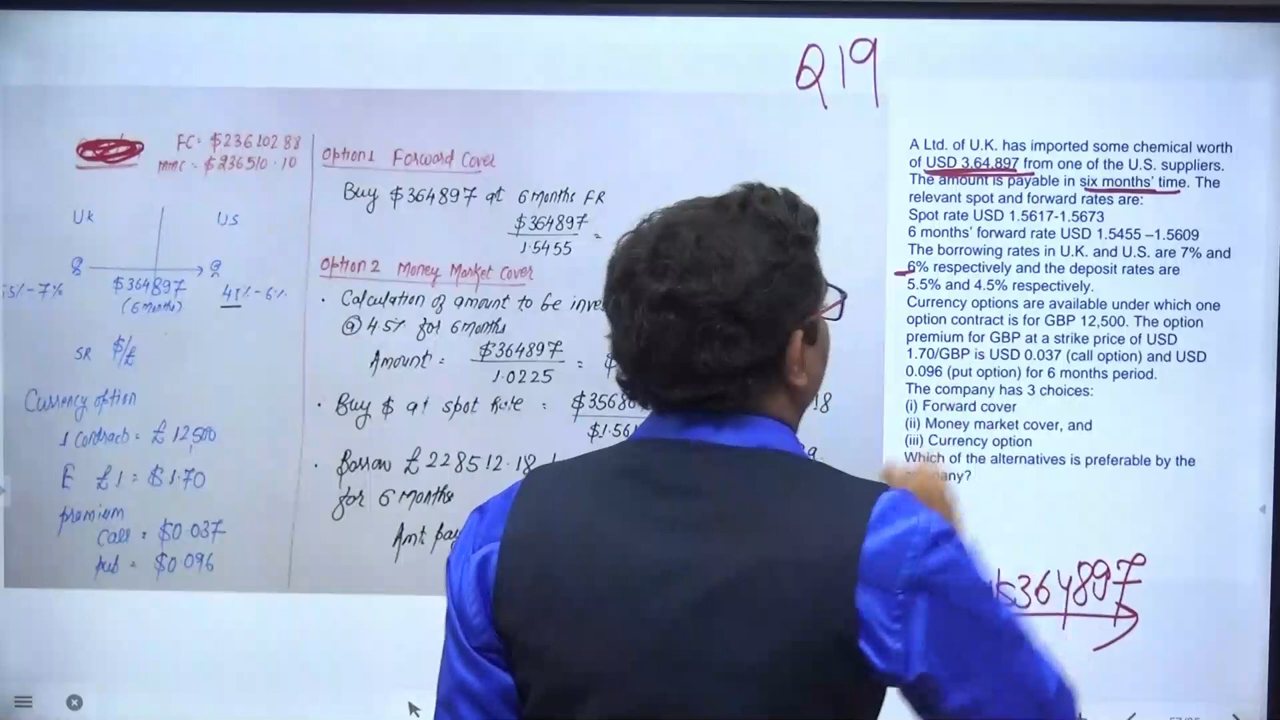 Q19
FC = $23610288
mmc = $236510.10
UK
US
$364897
(6 Months)
5.5% - 7%
4.5% - 6%
SR $/£
Currency option
1 Contract = £12,500
E £1 = $1.70
premium
Call = $0.037
put = $0.096
Option 1 Forward Cover
Buy $364897 at 6 months FR
$364897
1.5455 =
Option 2 Money Market Cover
• Calculation of amount to be
@ 4.5% for 6 months
Amount = $364897 =
1.0225
• Buy $ at spot Rate =
• Borrow £228512.18
for 6 Months
A Ltd. of U.K. has imported some chemical worth
of USD 3,64,897 from one of the U.S. suppliers.
The amount is payable in six months' time. The
relevant spot and forward rates are:
Spot rate USD 1.5617-1.5673
6 months' forward rate USD 1.5455 –1.5609
The borrowing rates in U.K. and U.S. are 7% and
6% respectively and the deposit rates are
5.5% and 4.5% respectively.
Currency options are available under which one
option contract is for GBP 12,500. The option
premium for GBP at a strike price of USD
1.70/GBP is USD 0.037 (call option) and USD
0.096 (put option) for 6 months period.
The company has 3 choices:
(i) Forward cover
(ii) Money market cover, and
(iii) Currency option
Which of the alternatives is preferable by the
$364897